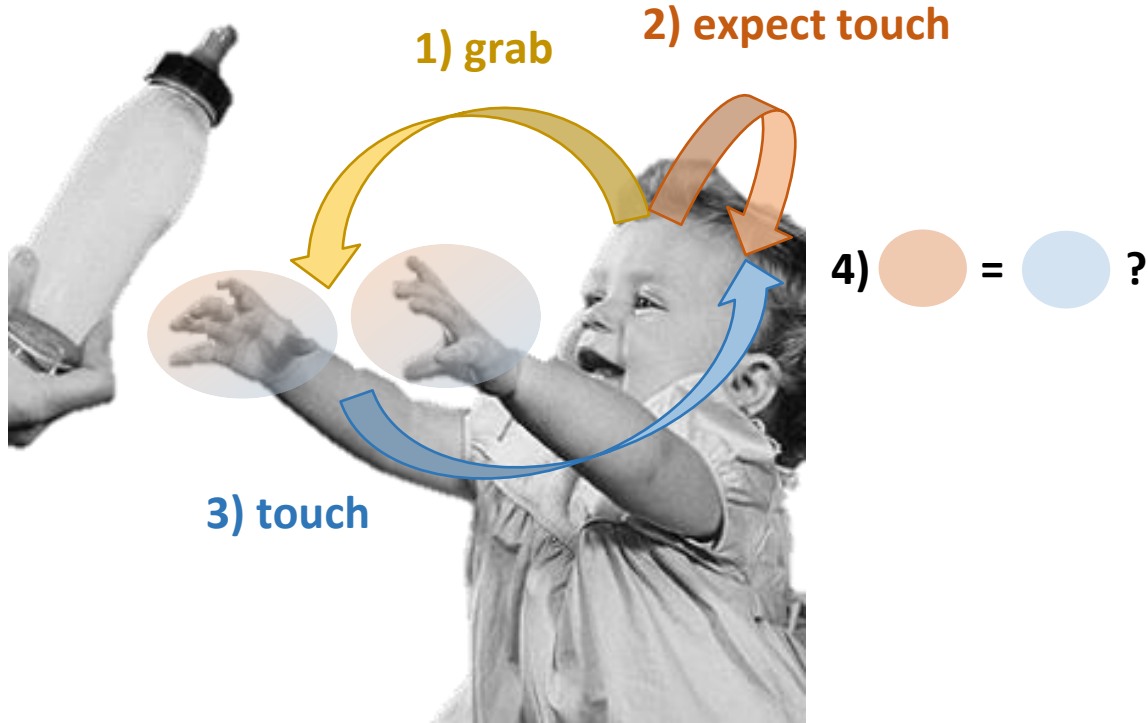 1) grab
2) expect touch
3) touch
4) = ?